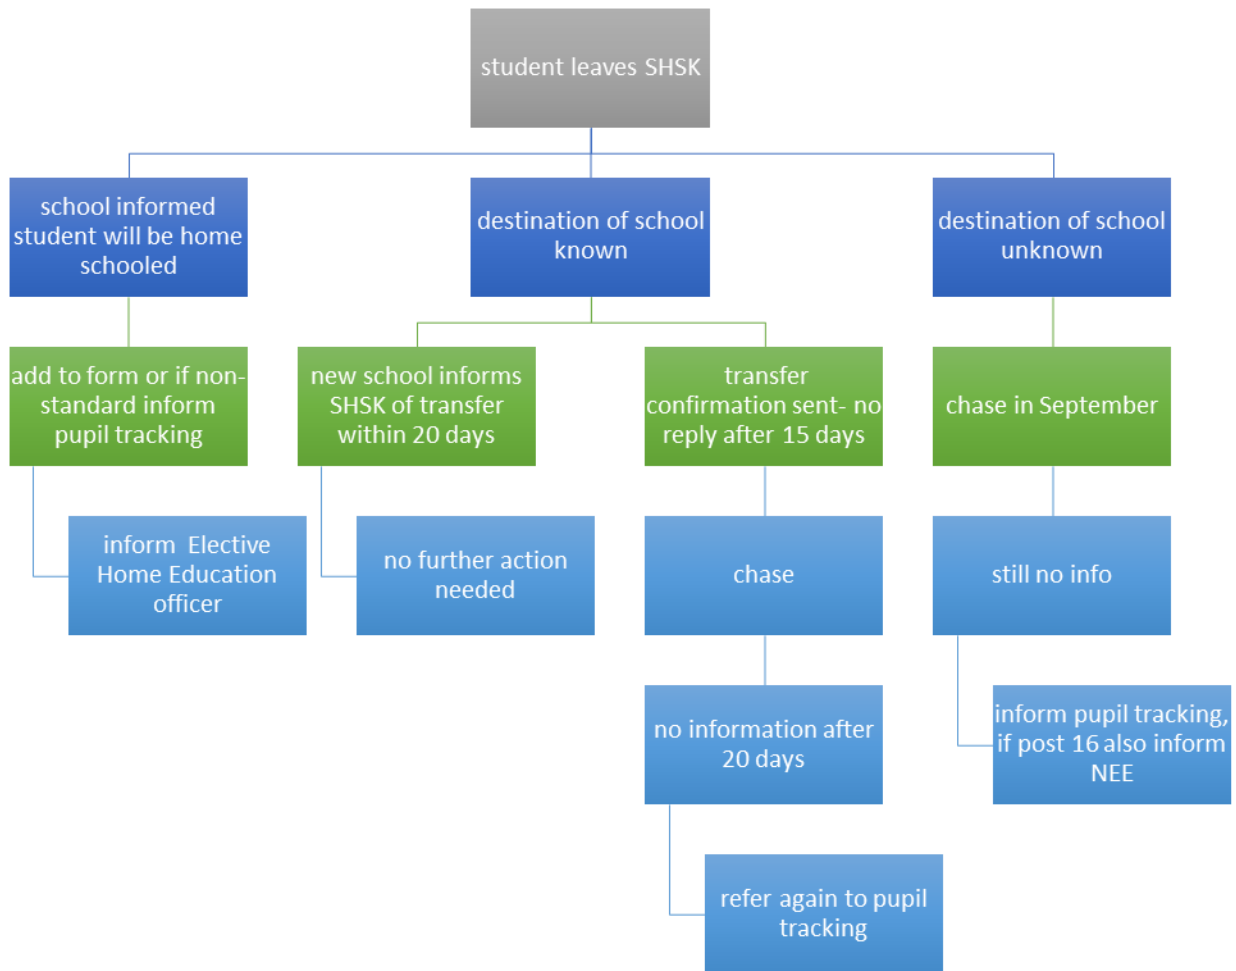 student leaves SHSK
school informed
student will be home
schooled
destination of school
known
destination of school
unknown
add to form or if non-
standard inform
pupil tracking
new school informs
SHSK of transfer
within 20 days
transfer
confirmation sent- no
reply after 15 days
chase in September
inform Elective
Home Education
officer
no further action
needed
chase
still no info
no information after
20 days
inform pupil tracking,
if post 16 also inform
NEE
refer again to pupil
tracking